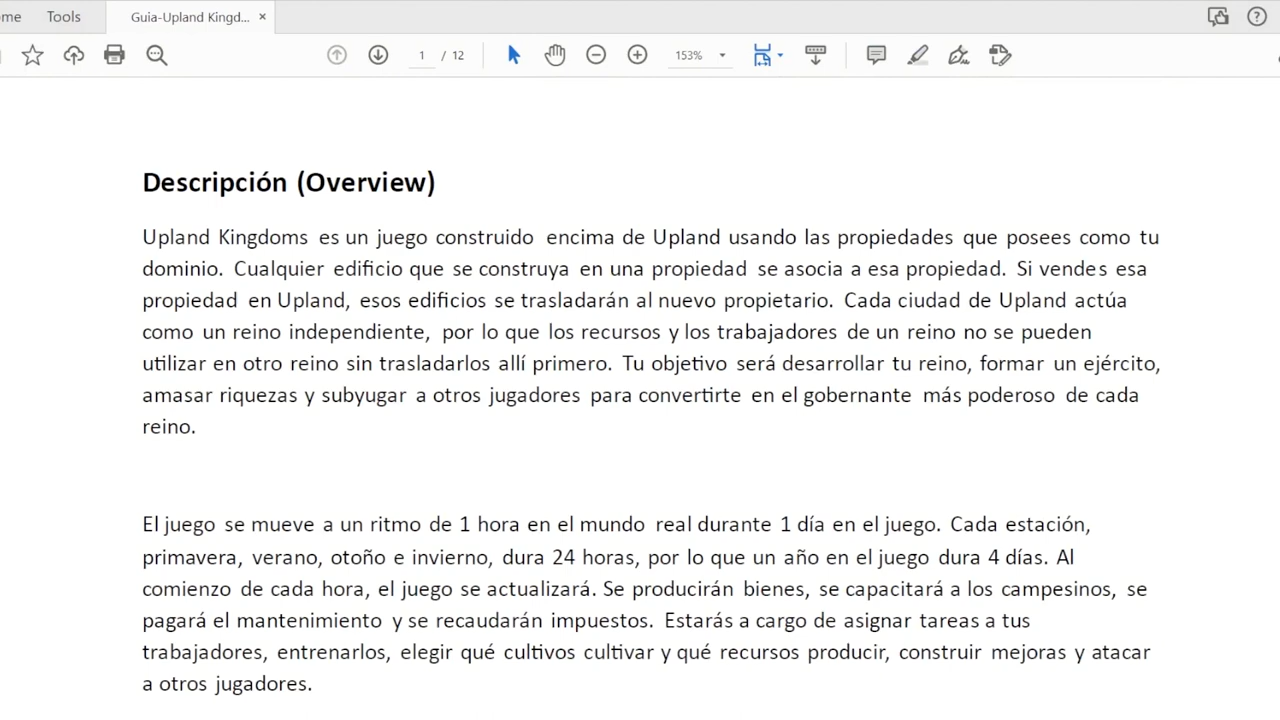 ome Tools Guia-Upland Kingd... ×
1 / 12 153%
Descripción (Overview)
Upland Kingdoms es un juego construido encima de Upland usando las propiedades que posees como tu
dominio. Cualquier edificio que se construya en una propiedad se asocia a esa propiedad. Si vendes esa
propiedad en Upland, esos edificios se trasladarán al nuevo propietario. Cada ciudad de Upland actúa
como un reino independiente, por lo que los recursos y los trabajadores de un reino no se pueden
utilizar en otro reino sin trasladarlos allí primero. Tu objetivo será desarrollar tu reino, formar un ejército,
amasar riquezas y subyugar a otros jugadores para convertirte en el gobernante más poderoso de cada
reino.
El juego se mueve a un ritmo de 1 hora en el mundo real durante 1 día en el juego. Cada estación,
primavera, verano, otoño e invierno, dura 24 horas, por lo que un año en el juego dura 4 días. Al
comienzo de cada hora, el juego se actualizará. Se producirán bienes, se capacitará a los campesinos, se
pagará el mantenimiento y se recaudarán impuestos. Estarás a cargo de asignar tareas a tus
trabajadores, entrenarlos, elegir qué cultivos cultivar y qué recursos producir, construir mejoras y atacar
a otros jugadores.